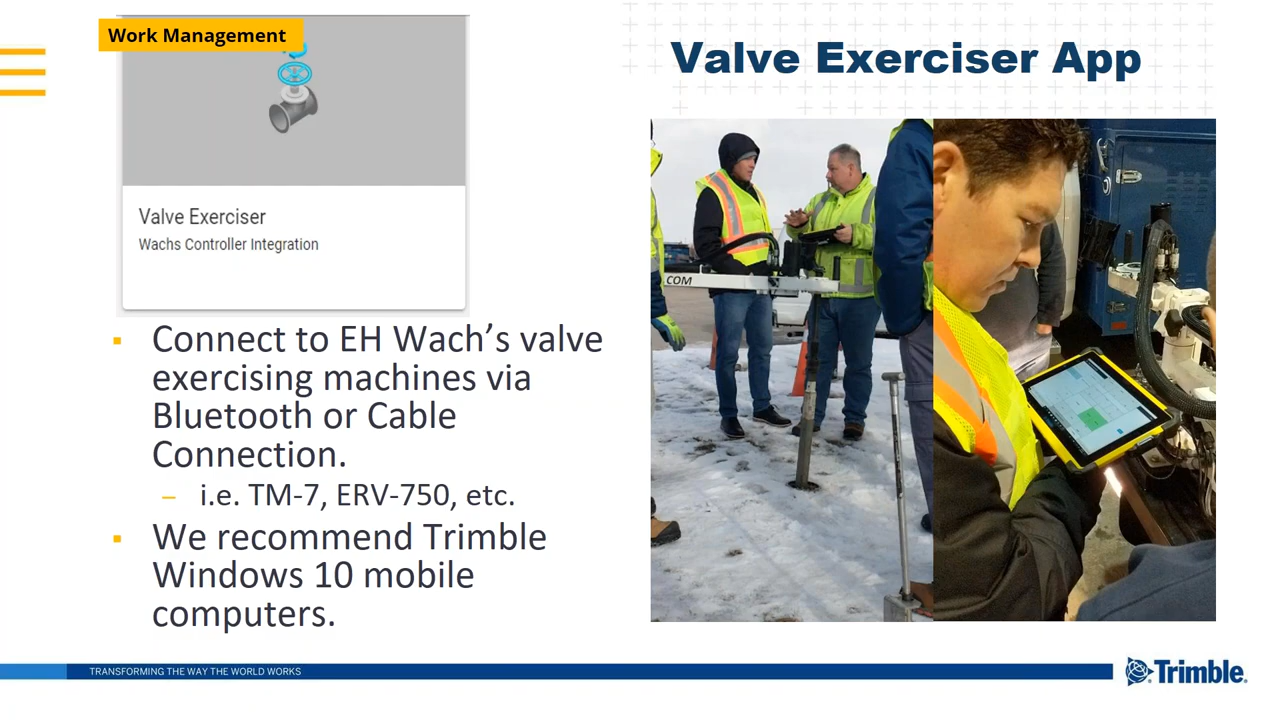 Work Management
Valve Exerciser App
Valve Exerciser
Wachs Controller Integration
.COM
▪ Connect to EH Wach’s valve
exercising machines via
Bluetooth or Cable
Connection.
– i.e. TM-7, ERV-750, etc.
▪ We recommend Trimble
Windows 10 mobile
computers.
TRANSFORMING THE WAY THE WORLD WORKS
Trimble